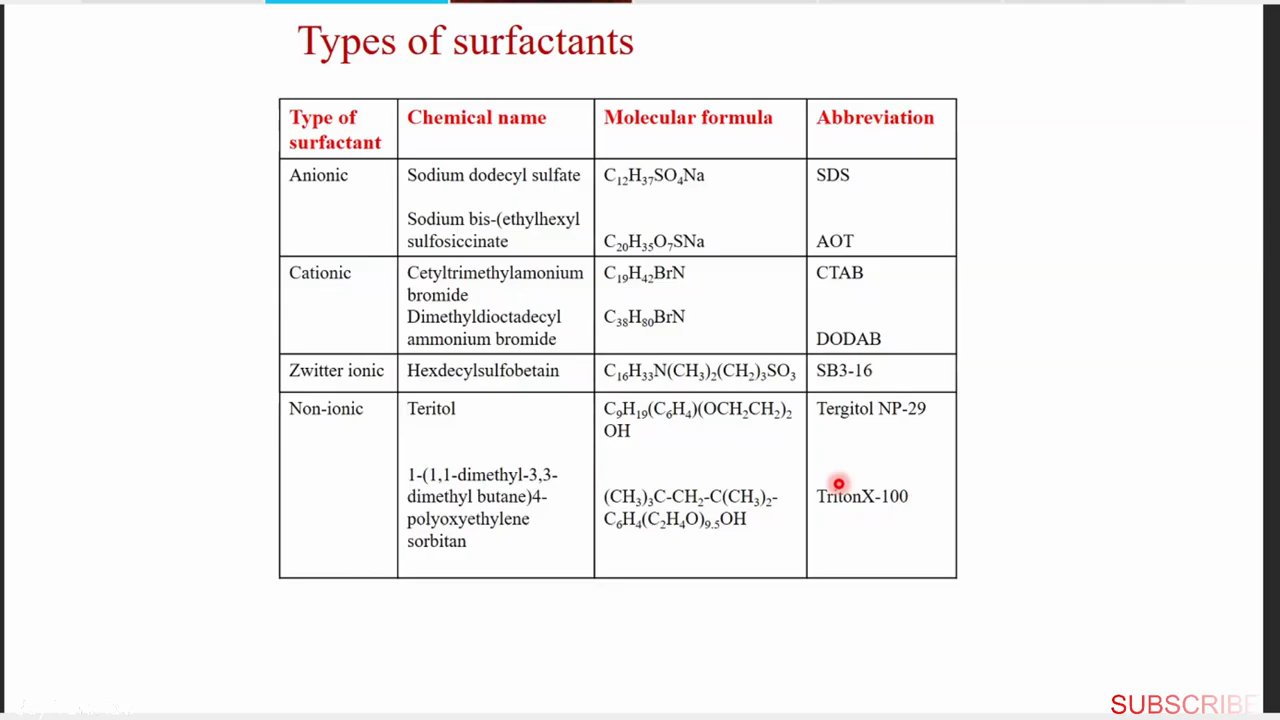 Types of surfactants
Type of surfactant Chemical name Molecular formula Abbreviation
Anionic Sodium dodecyl sulfate C₁₂H₃₇SO₄Na SDS
Sodium bis-(ethylhexyl sulfosiccinate C₂₀H₃₅O₇SNa AOT
Cationic Cetyltrimethylamonium bromide C₁₉H₄₂BrN CTAB
Dimethyldioctadecyl ammonium bromide C₃₈H₈₀BrN DODAB
Zwitter ionic Hexdecylsulfobetain C₁₆H₃₃N(CH₃)₂(CH₂)₃SO₃ SB3-16
Non-ionic Teritol C₉H₁₉(C₆H₄)(OCH₂CH₂)₂ OH Tergitol NP-29
1-(1,1-dimethyl-3,3-dimethyl butane)4-polyoxyethylene sorbitan (CH₃)₃C-CH₂-C(CH₃)₂-C₆H₄(C₂H₄O)₉.₅OH TritonX-100
SUBSCRIBE